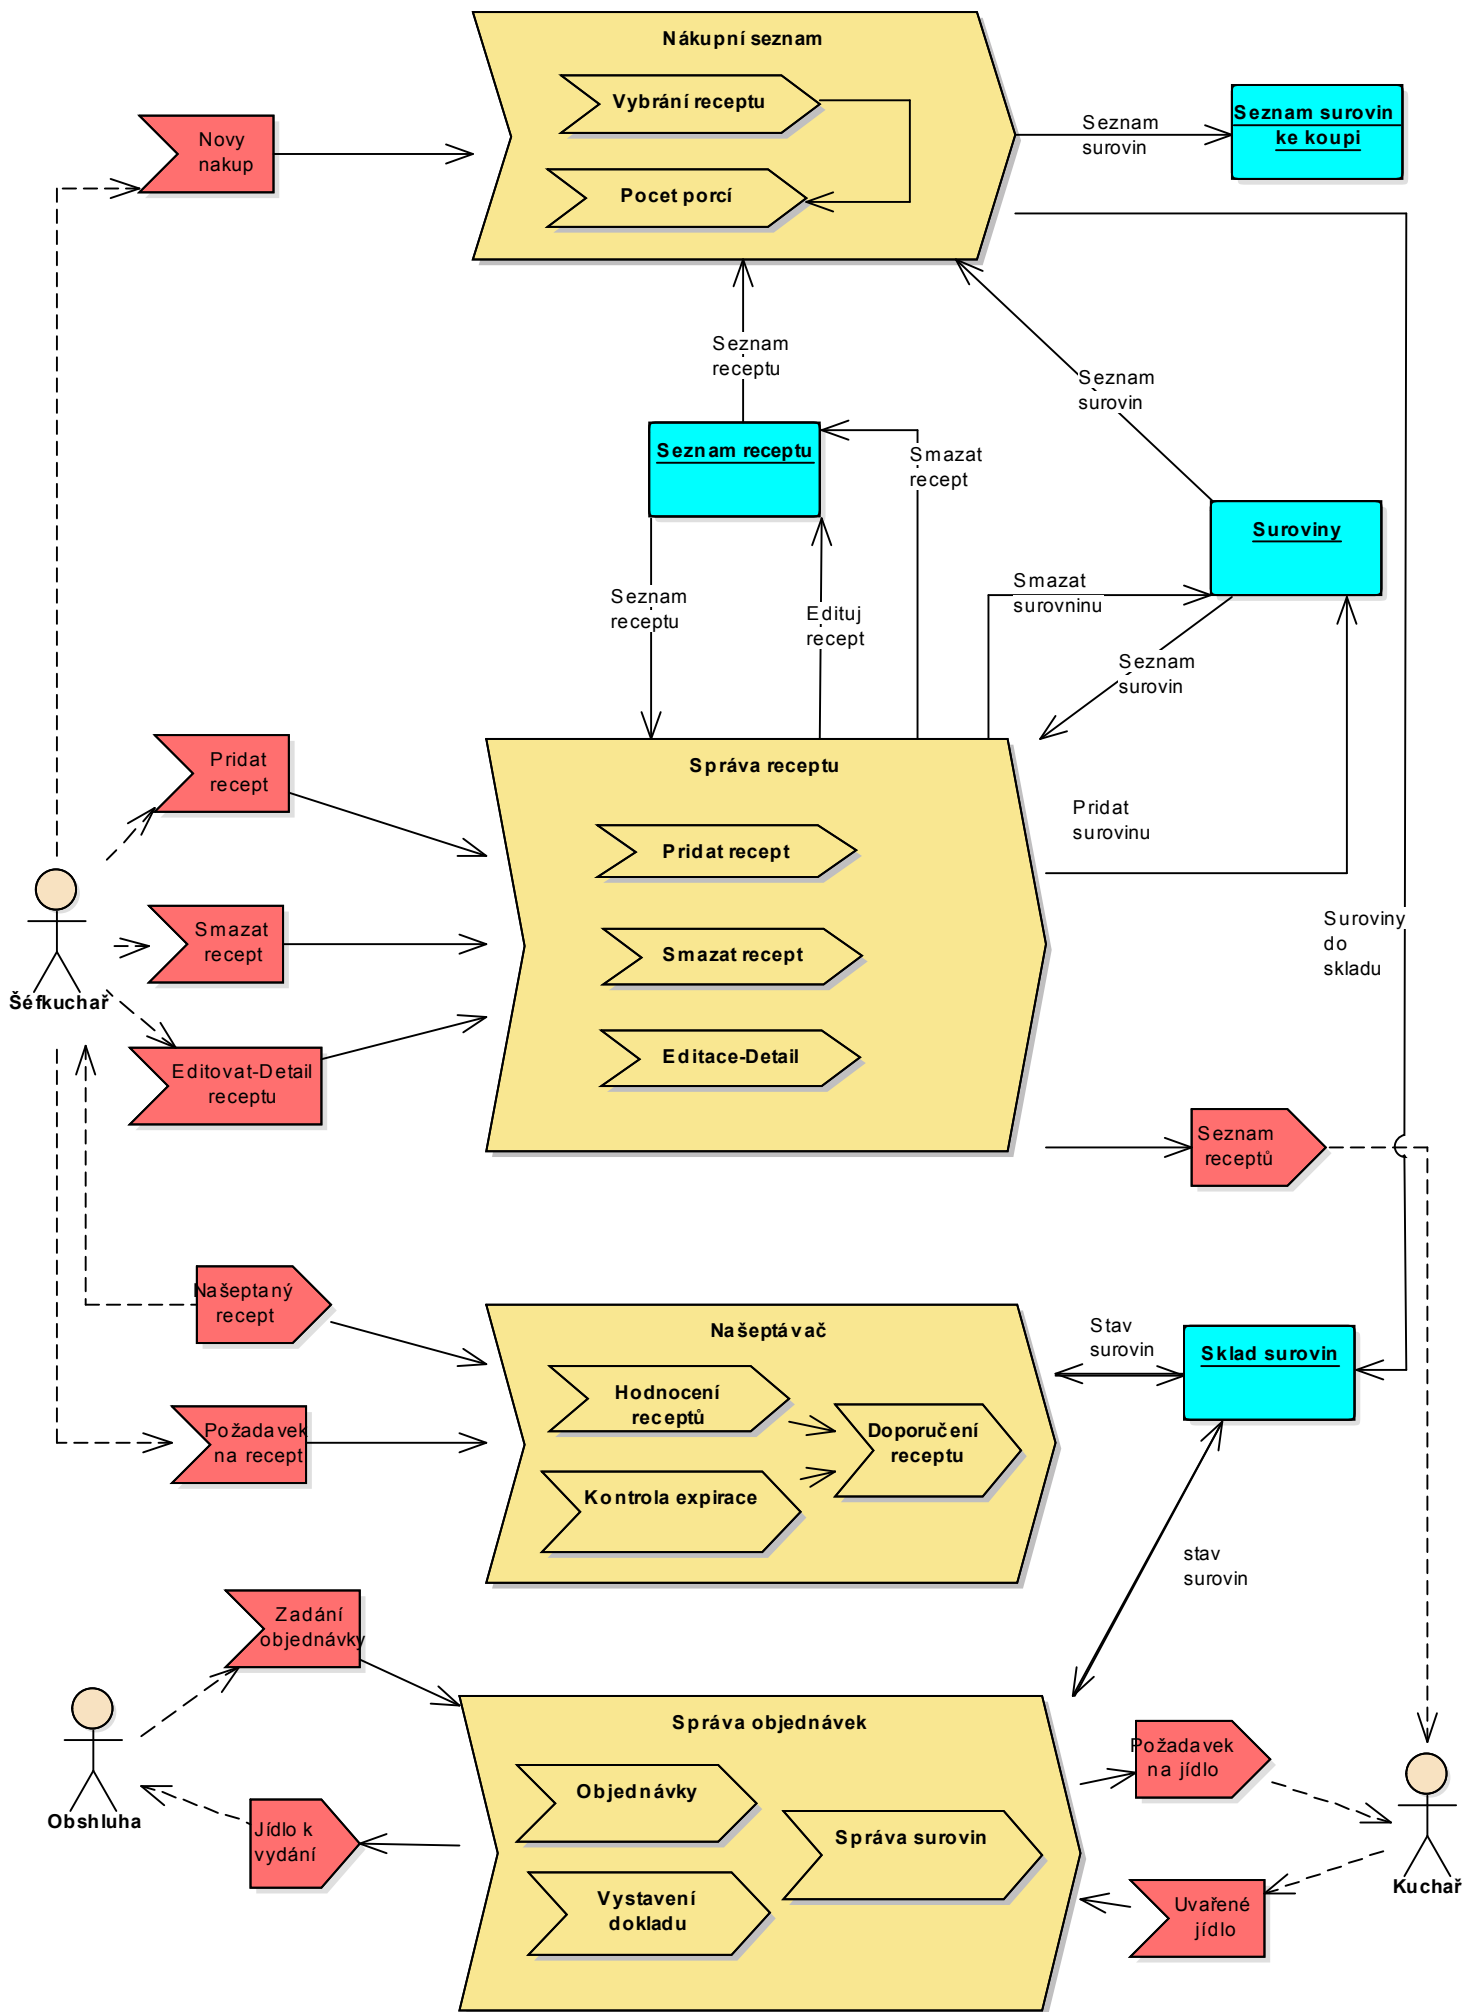 Nákupní seznam
Vybrání receptu
Pocet porcí
Novy
nakup
Seznam
surovin
Seznam surovin
ke koupi
Seznam
receptu
Seznam
surovin
Seznam receptu
Smazat
recept
Suroviny
Seznam
receptu
Edituj
recept
Smazat
surovninu
Seznam
surovin
Pridat
recept
Správa receptu
Pridat
surovinu
Pridat recept
Smazat
recept
Smazat recept
Suroviny
do
skladu
Šéfkuchař
Editovat-Detail
receptu
Editace-Detail
Seznam
receptů
Našeptaný
recept
Našeptávač
Stav
surovin
Sklad surovin
Hodnocení
receptů
Doporučení
receptu
Požadavek
na recept
Kontrola expirace
stav
surovin
Zadání
objednávky
Správa objednávek
Požadavek
na jídlo
Objednávky
Obshluha
Jídlo k
vydání
Správa surovin
Vystavení
dokladu
Kuchař
Uvařené
jídlo